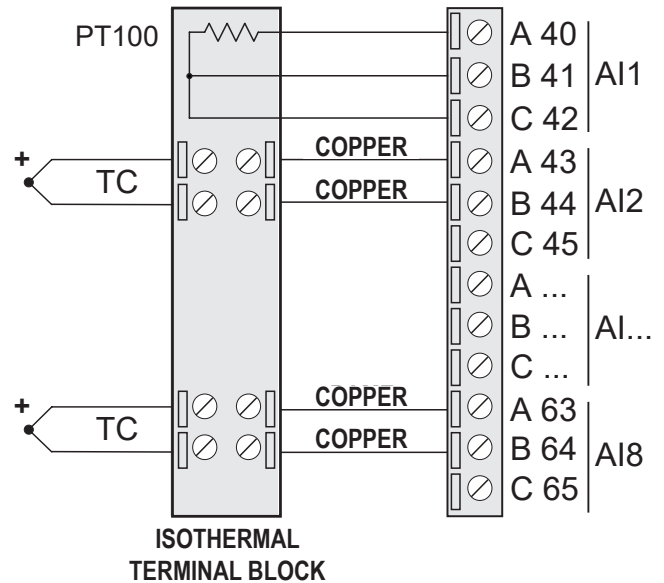 PT100
A 40
B 41
C 42
AI1
+
TC
COPPER
COPPER
A 43
B 44
C 45
AI2
A ...
B ...
C ...
AI...
+
TC
COPPER
COPPER
A 63
B 64
C 65
AI8
ISOTHERMAL
TERMINAL BLOCK